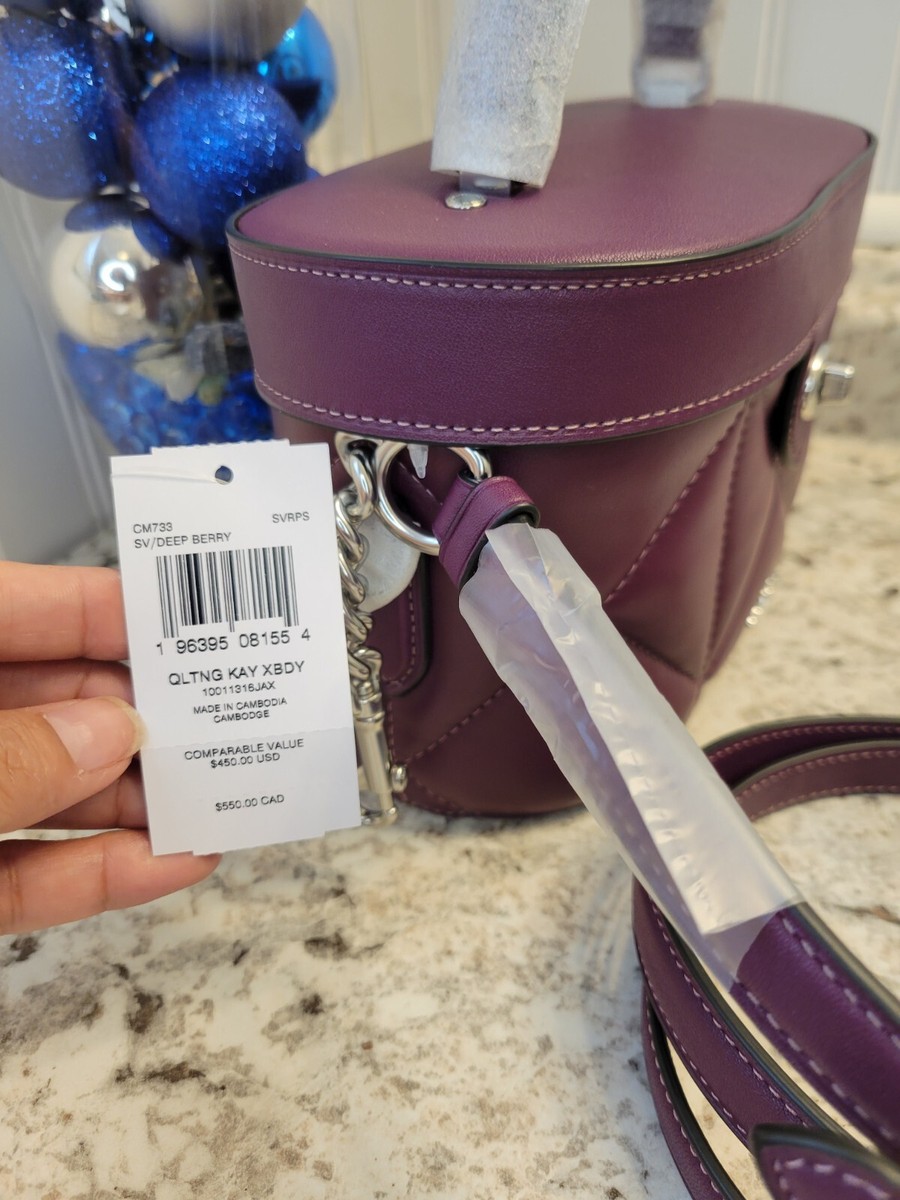 CM733 SVRPS
SV/DEEP BERRY
1 96395 08155 4
QLTNG KAY XBDY
10011316JAX
MADE IN CAMBODIA
CAMBODGE
COMPARABLE VALUE
$450.00 USD
$550.00 CAD